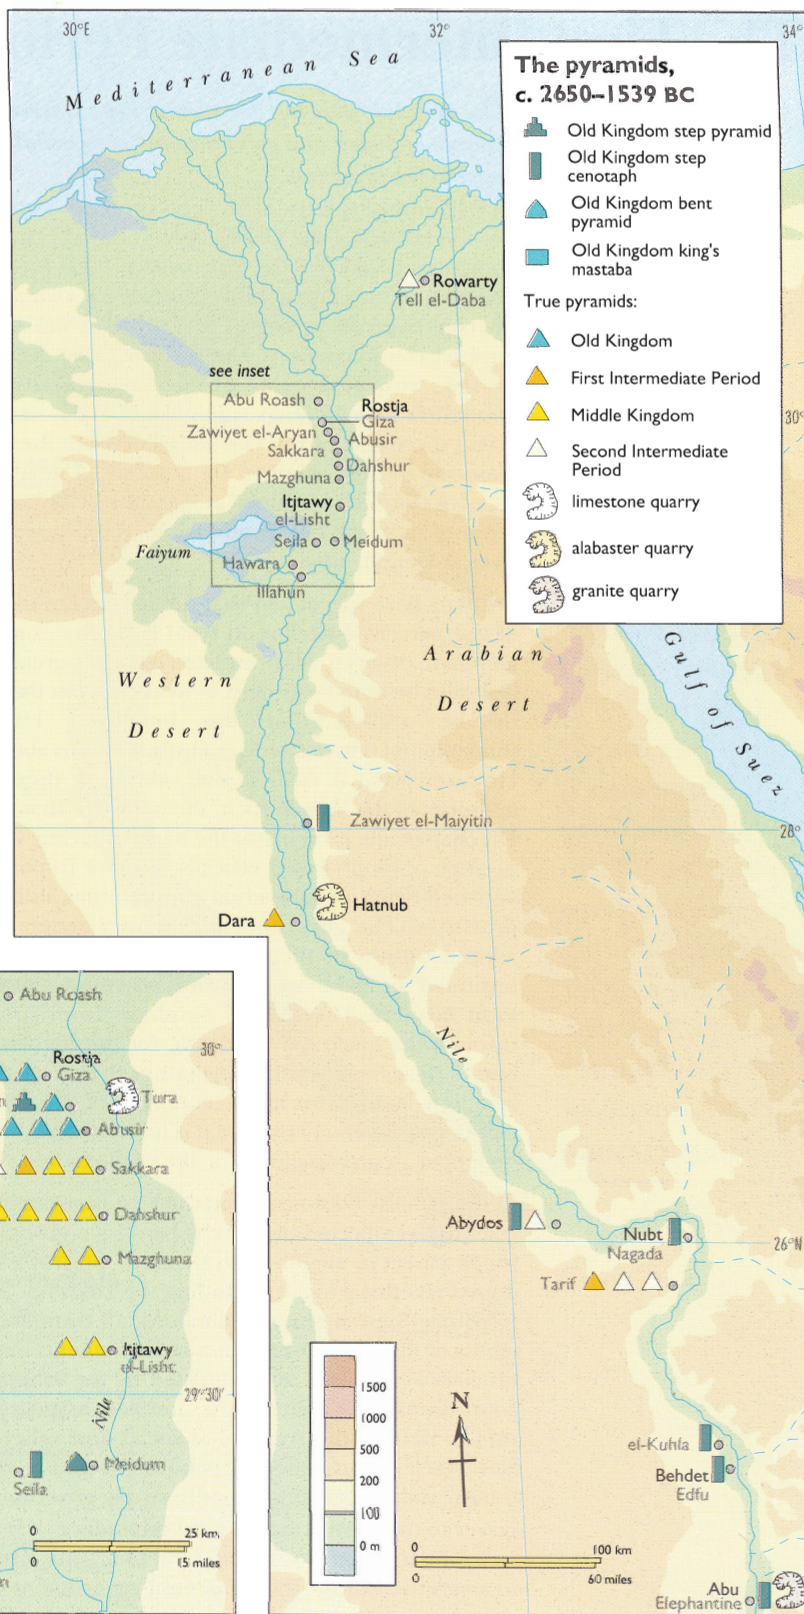 30°E
32°
34°
Mediterranean Sea
The pyramids,
c. 2650–1539 BC
Old Kingdom step pyramid
Old Kingdom step
cenotaph
Old Kingdom bent
pyramid
Old Kingdom king's
mastaba
True pyramids:
Old Kingdom
First Intermediate Period
Middle Kingdom
Second Intermediate
Period
limestone quarry
alabaster quarry
granite quarry
Rowarty
Tell el-Daba
see inset
Abu Roash
Rostja
Giza
Zawiyet el-Aryan
Abusir
Sakkara
Dahshur
Mazghuna
Itjtawy
el-Lisht
Seila
Meidum
Faiyum
Hawara
Illahun
30°
Western
Desert
Arabian
Desert
Gulf of Suez
Zawiyet el-Maiyitin
28°
Hatnub
Dara
Nile
Abydos
Nubt
Nagada
26°N
Tarif
el-Kuhla
Behdet
Edfu
Abu
Elephantine
1500
1000
500
200
100
0 m
N
0
100 km
0
60 miles
Abu Roash
30°
Rostja
Giza
Tura
Abusir
Sakkara
Dahshur
Mazghuna
Itjtawy
el-Lisht
29°30'
Nile
Meidum
Seila
0
25 km
0
15 miles